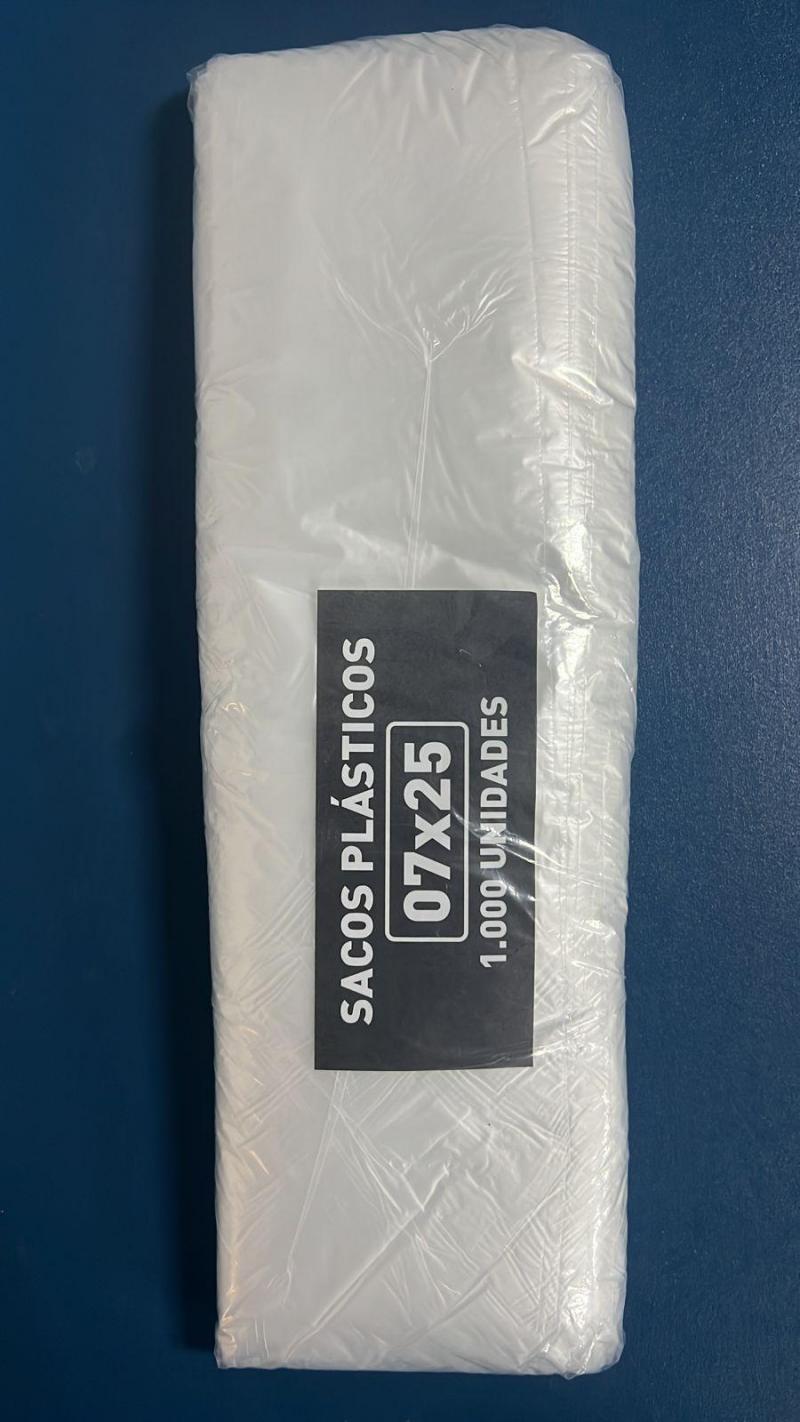 SACOS PLÁSTICOS
07x25
1.000 UNIDADES